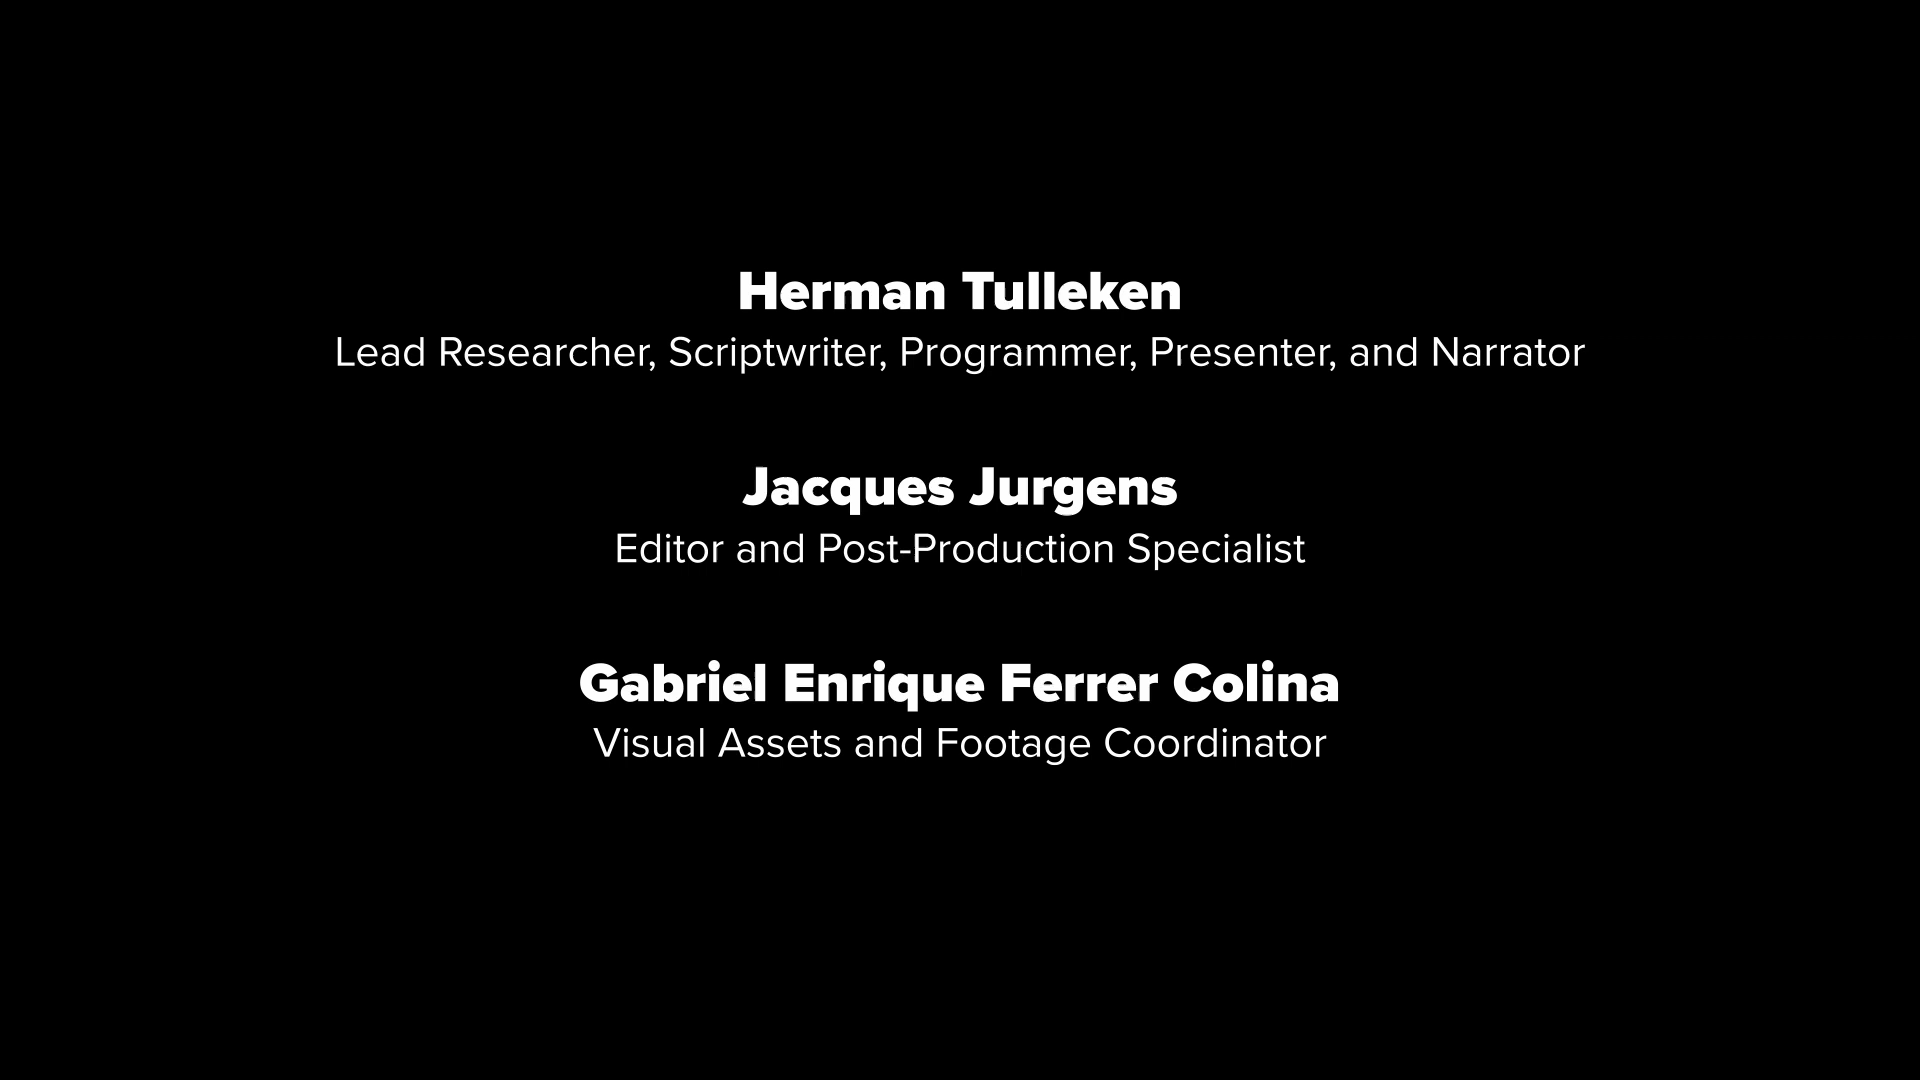 Herman Tulleken
Lead Researcher, Scriptwriter, Programmer, Presenter, and Narrator
Jacques Jurgens
Editor and Post-Production Specialist
Gabriel Enrique Ferrer Colina
Visual Assets and Footage Coordinator